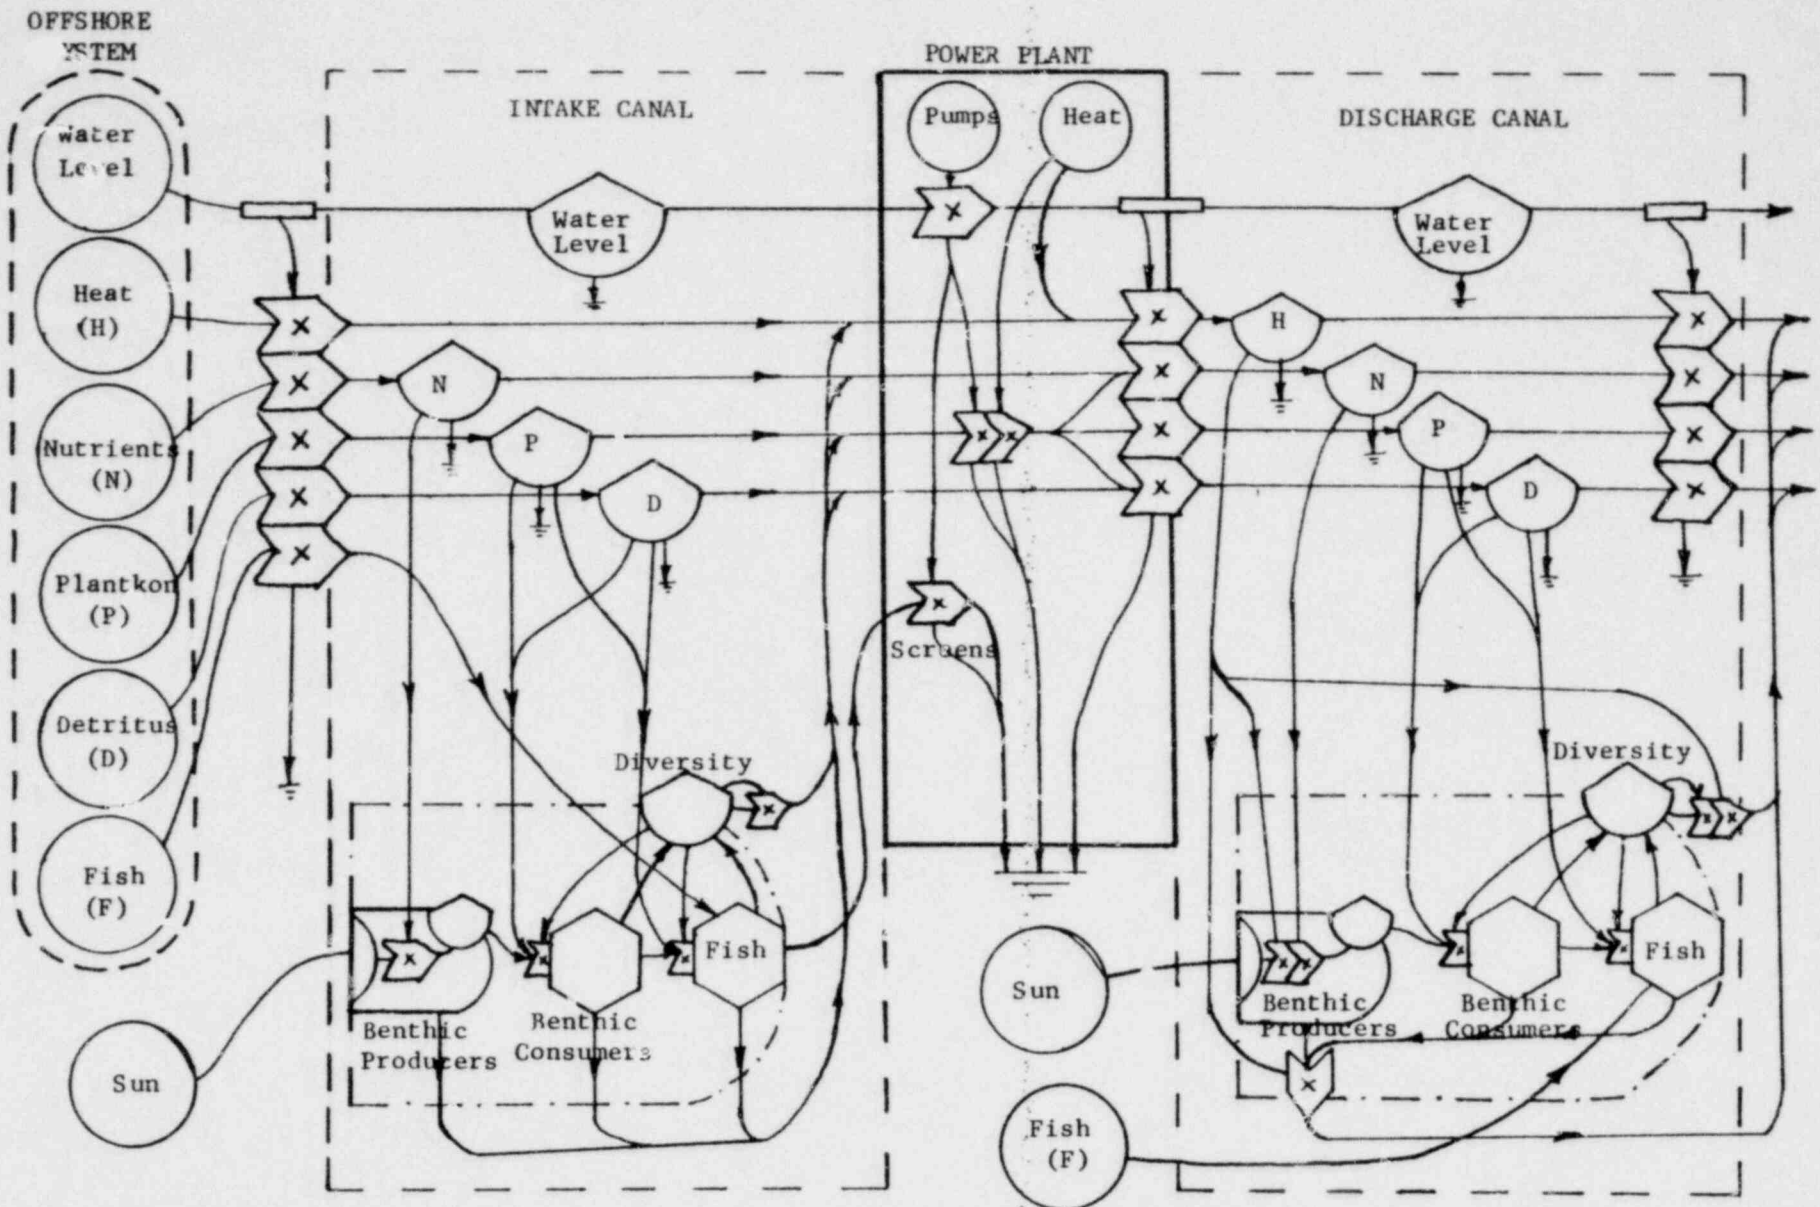 OFFSHORE
YSTEM
Water
Level
Heat
(H)
Nutrients
(N)
Plantkon
(P)
Detritus
(D)
Fish
(F)
Sun
INTAKE CANAL
Water
Level
N
P
D
Diversity
Fish
Benthic
Producers
Benthic
Consumers
POWER PLANT
Pumps
Heat
Screens
Sun
Fish
(F)
DISCHARGE CANAL
Water
Level
H
N
P
D
Diversity
Fish
Benthic
Producers
Benthic
Consumers